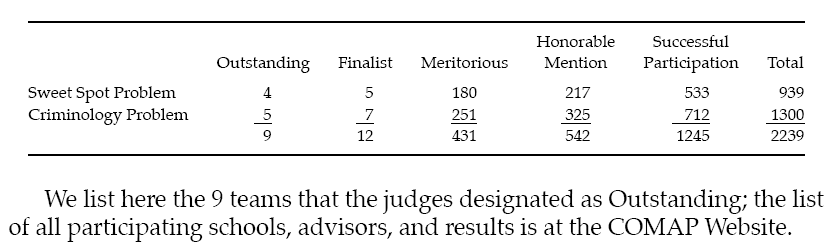 Outstanding Finalist Meritorious Honorable Mention Successful Participation Total
Sweet Spot Problem 4 5 180 217 533 939
Criminology Problem 5 7 251 325 712 1300
9 12 431 542 1245 2239
We list here the 9 teams that the judges designated as Outstanding; the list
of all participating schools, advisors, and results is at the COMAP Website.